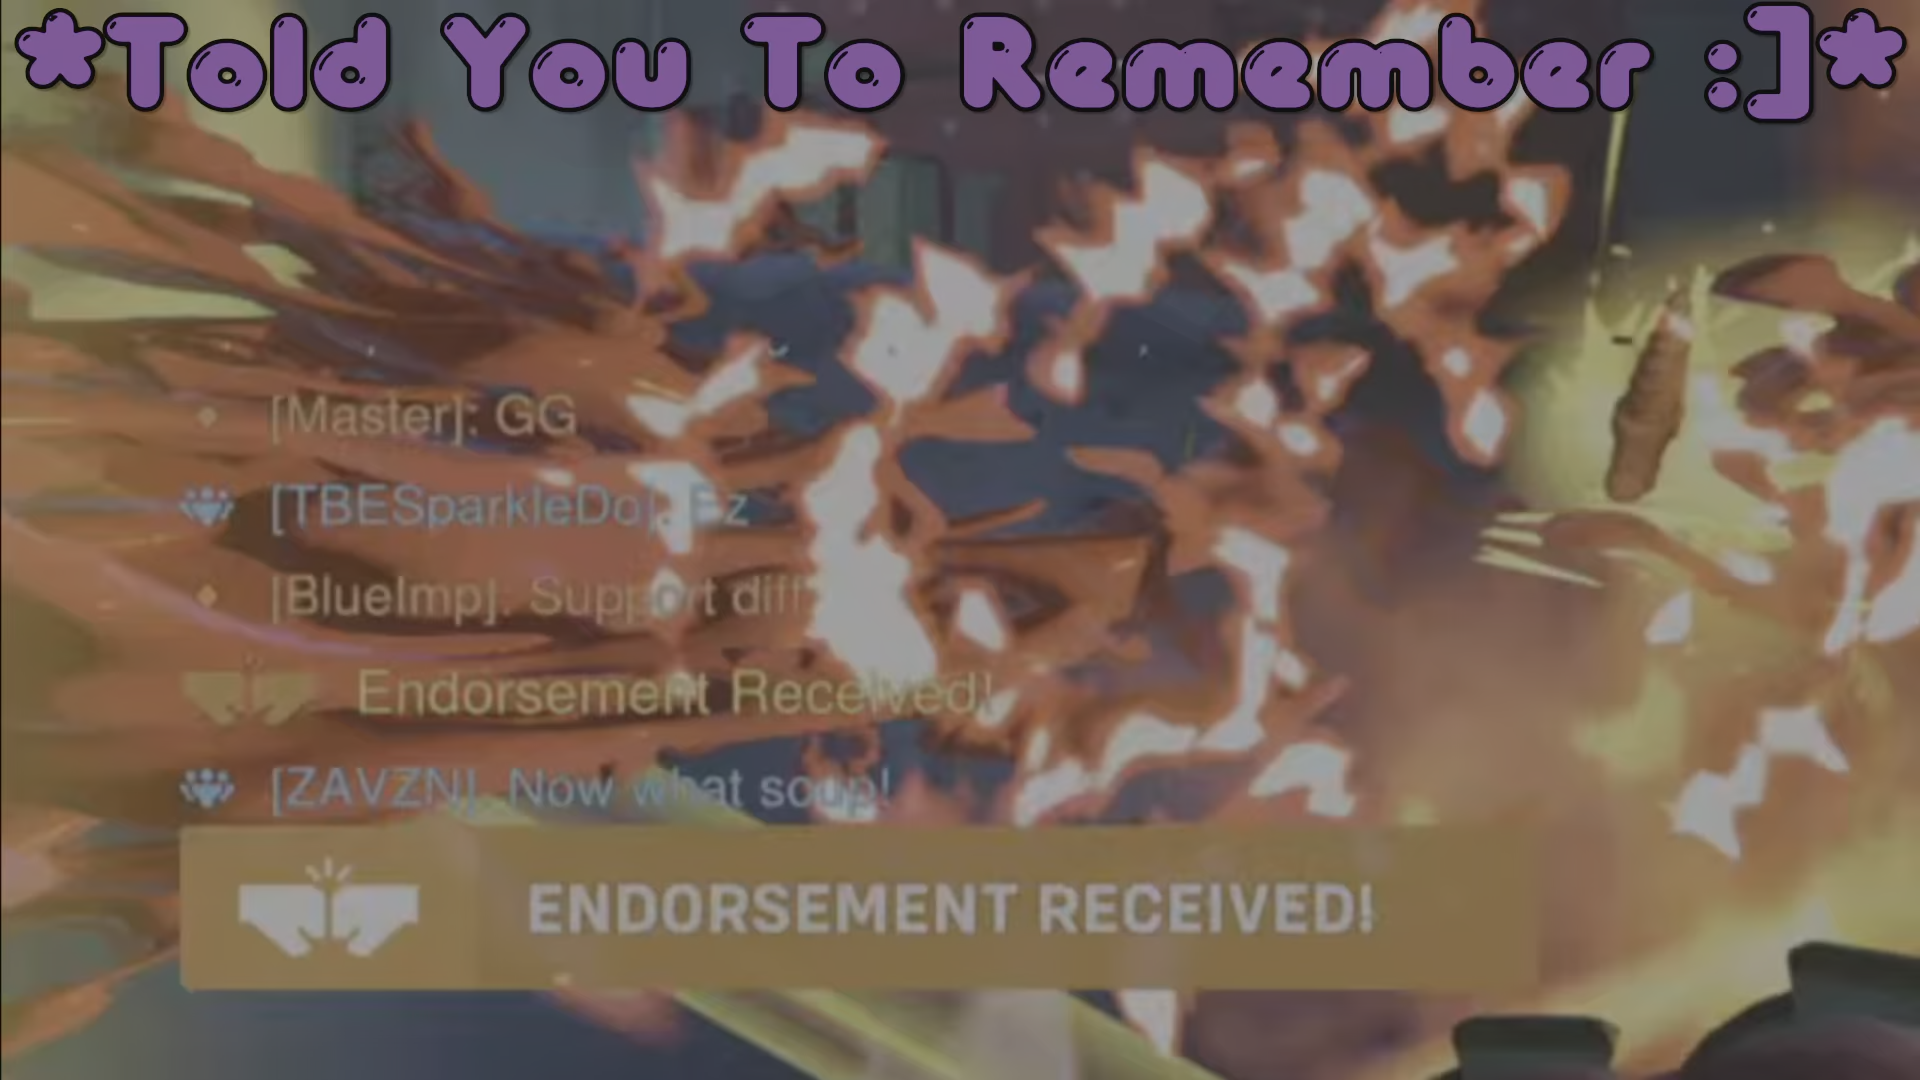 *Told You To Remember :]*
[Master]: GG
[TBESparkleDo]: Ez
[BlueImp]: Support diff
Endorsement Received!
[ZAVZN]: Now what soup!
ENDORSEMENT RECEIVED!